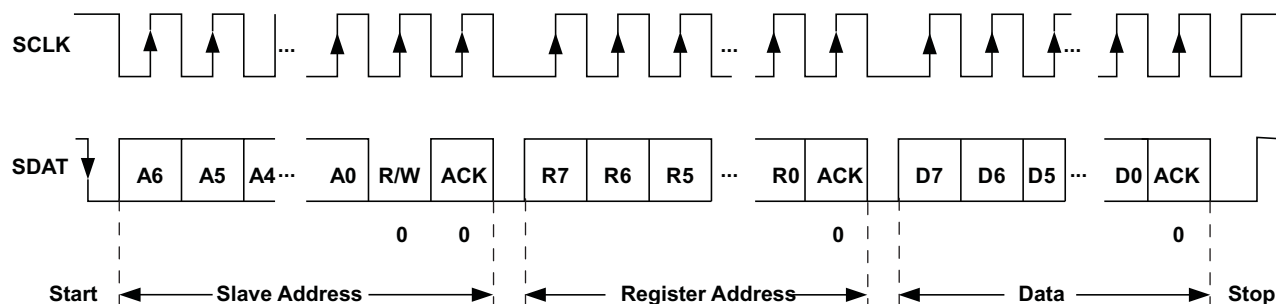 SCLK ... ... ...
SDAT A6 A5 A4... A0 R/W ACK R7 R6 R5 ... R0 ACK D7 D6 D5 ... D0 ACK
0 0 0 0
Start Slave Address Register Address Data Stop